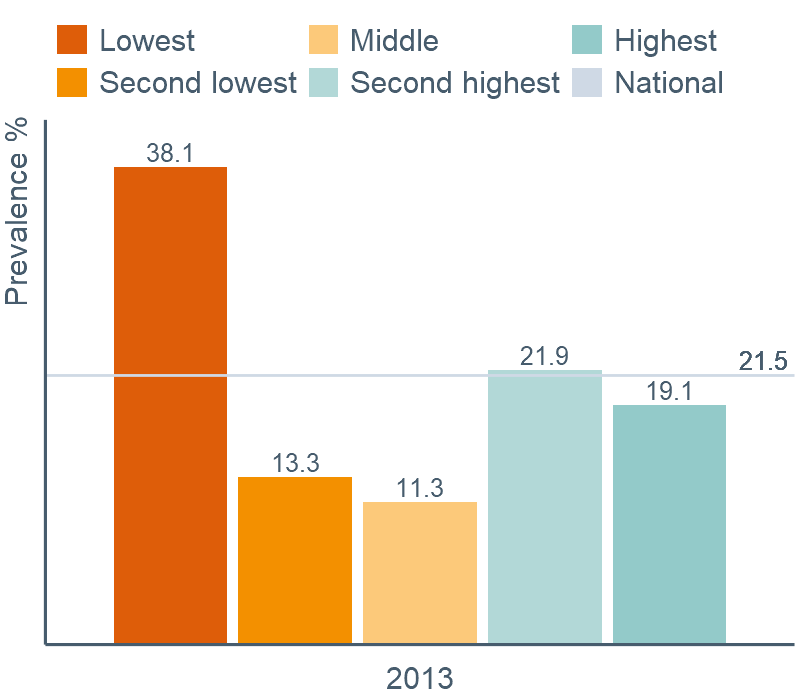 Lowest Middle Highest
Second lowest Second highest National
Prevalence %
38.1
21.9
21.5
19.1
13.3
11.3
2013